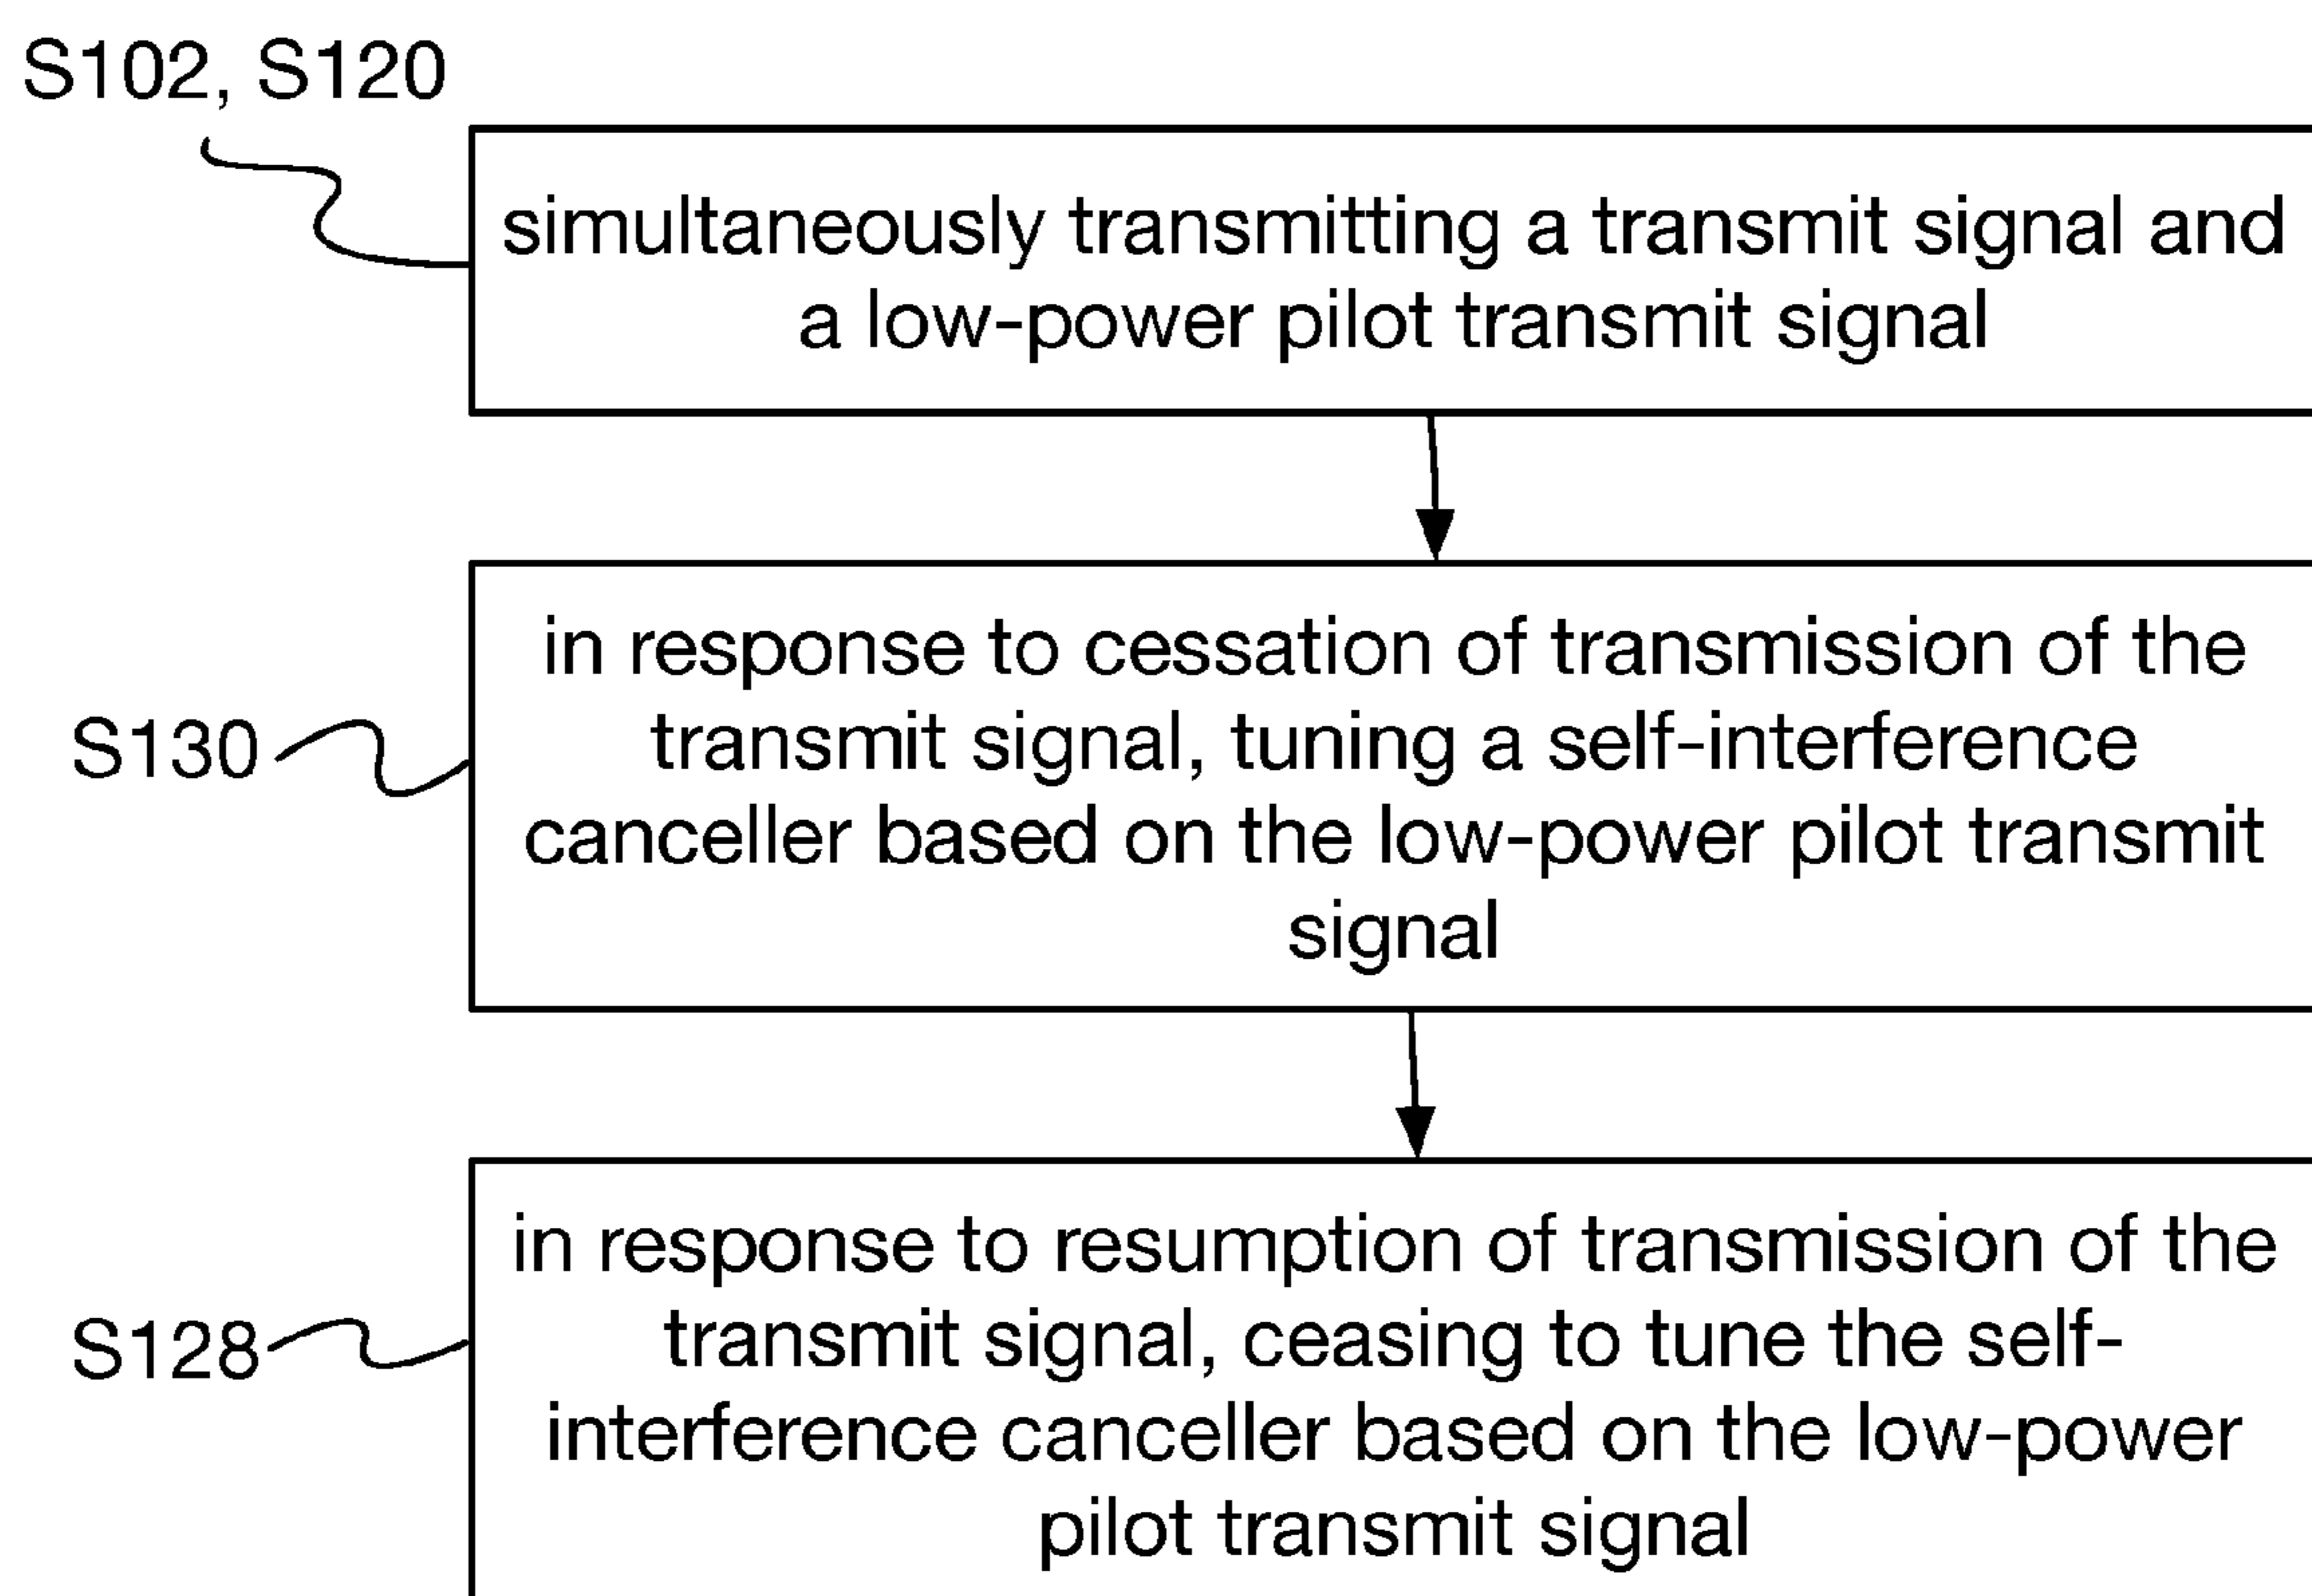 S102, S120
simultaneously transmitting a transmit signal and
a low-power pilot transmit signal
in response to cessation of transmission of the
transmit signal, tuning a self-interference
canceller based on the low-power pilot transmit
signal
S130
in response to resumption of transmission of the
transmit signal, ceasing to tune the self-
interference canceller based on the low-power
pilot transmit signal
S128